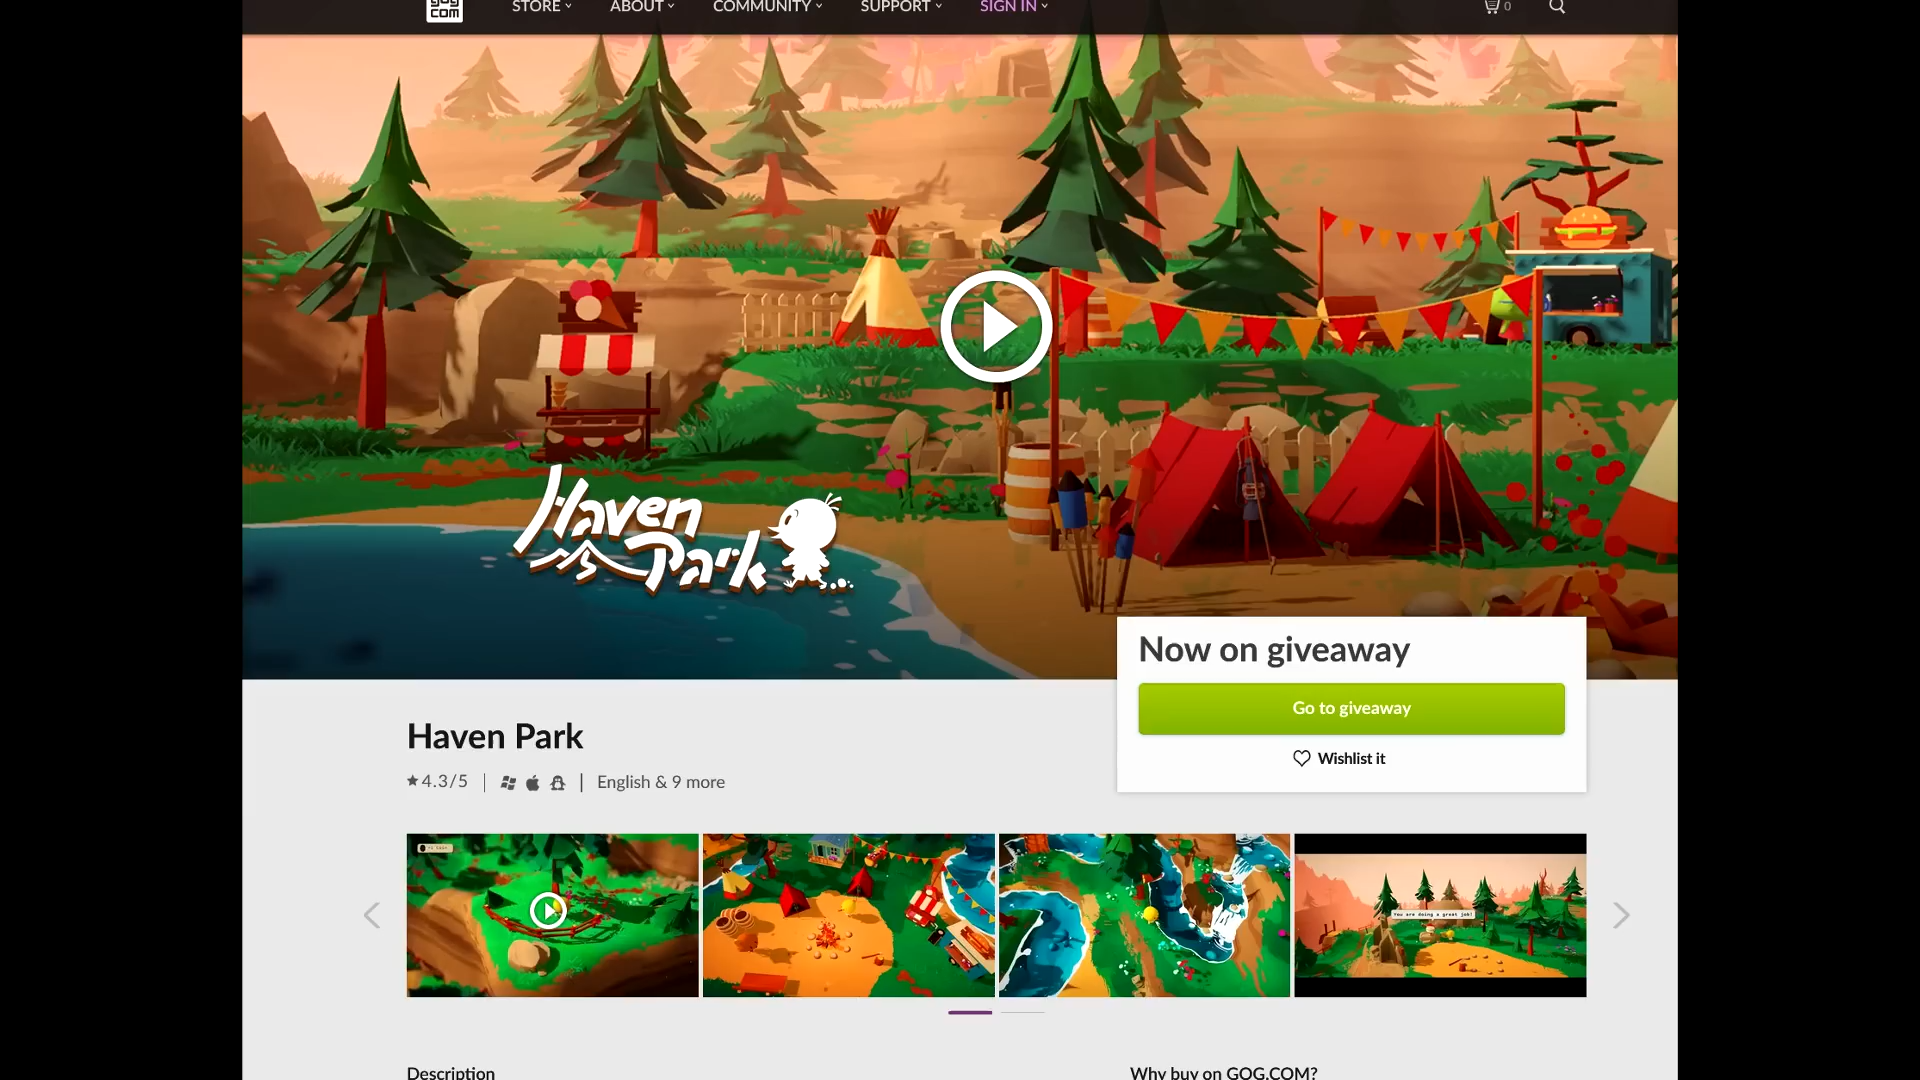 GOG
COM
STORE
ABOUT
COMMUNITY
SUPPORT
SIGN IN
0
Haven
Park
Now on giveaway
Go to giveaway
Wishlist it
Haven Park
4.3/5
English & 9 more
You are doing a great job!
Description
Why buy on GOG.COM?